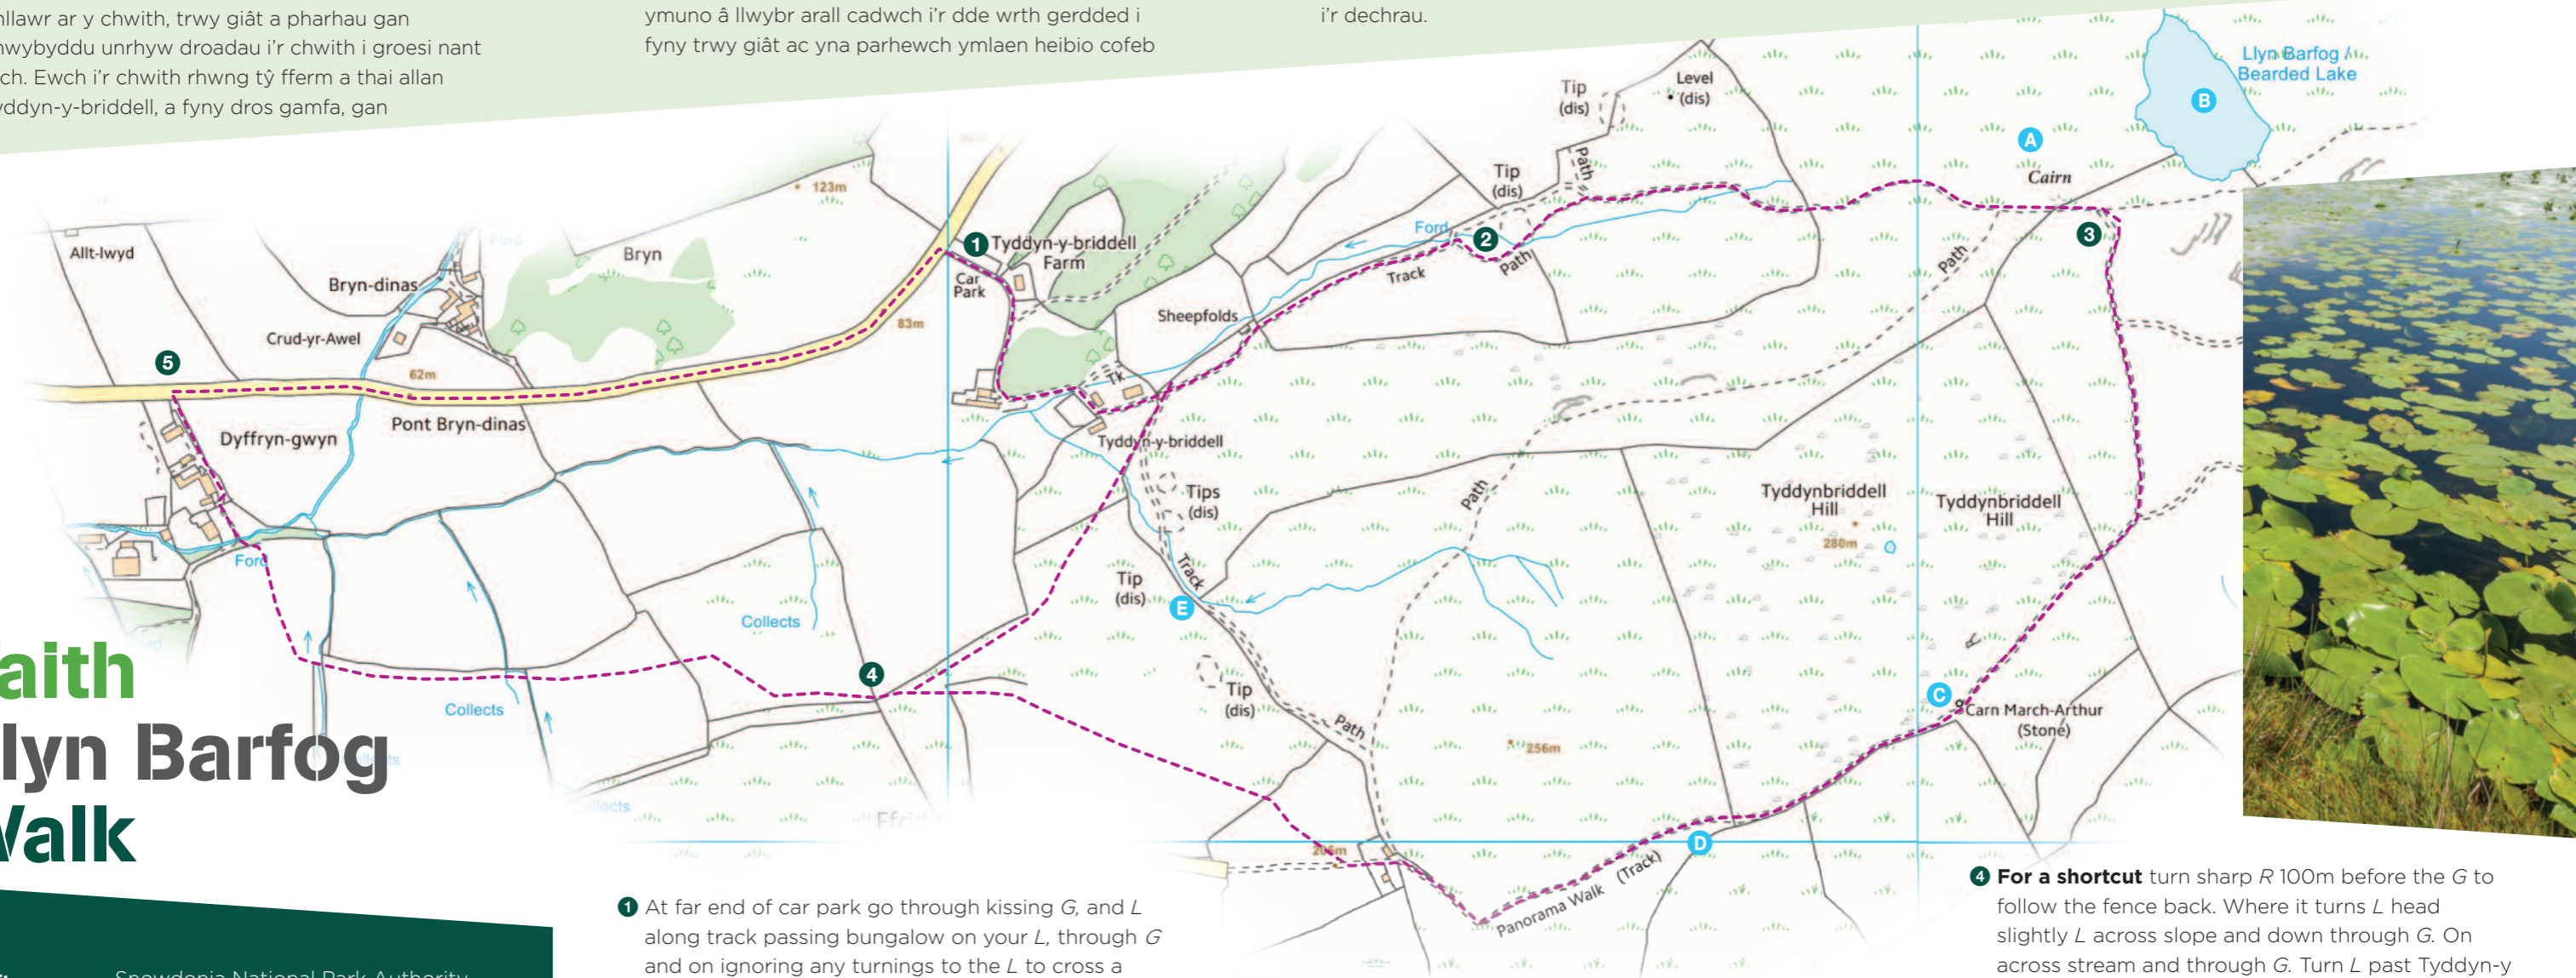 ar y chwith, trwy giât a pharhau gan
unrhyw droadau i'r chwith i groesi nant
Ewch i'r chwith rhwng tŷ fferm a thai allan
a fyny dros gamfa, gan
ymuno â llwybr arall cadwch i'r dde wrth gerdded i
fyny trwy giât ac yna parhewch ymlaen heibio cofeb
i'r dechrau.
Llyn Barfog /
Bearded Lake
B
A
Cairn
3
Level
(dis)
Tip
(dis)
Tip
(dis)
Path
Ford
2
Path
Track
Path
123m
1
Tyddyn-y-briddell
Farm
Car
Park
83m
Sheepfolds
Tk
Tyddyn-y-briddell
Allt-lwyd
Bryn-dinas
Ford
Bryn
Crud-yr-Awel
62m
5
Dyffryn-gwyn
Pont Bryn-dinas
Ford
Tips
(dis)
Tip
(dis)
Track
E
Path
Tyddynbriddell
Hill
280m
Tyddynbriddell
Hill
Collects
4
Collects
Tip
(dis)
Path
256m
C
Carn March-Arthur
(Stone)
D
Panorama Walk (Track)
Ffridd
lyn Barfog
Snowdonia National Park Authority
1 At far end of car park go through kissing G, and L
along track passing bungalow on your L, through G
and on ignoring any turnings to the L to cross a
4 For a shortcut turn sharp R 100m before the G to
follow the fence back. Where it turns L head
slightly L across slope and down through G. On
across stream and through G. Turn L past Tyddyn-y